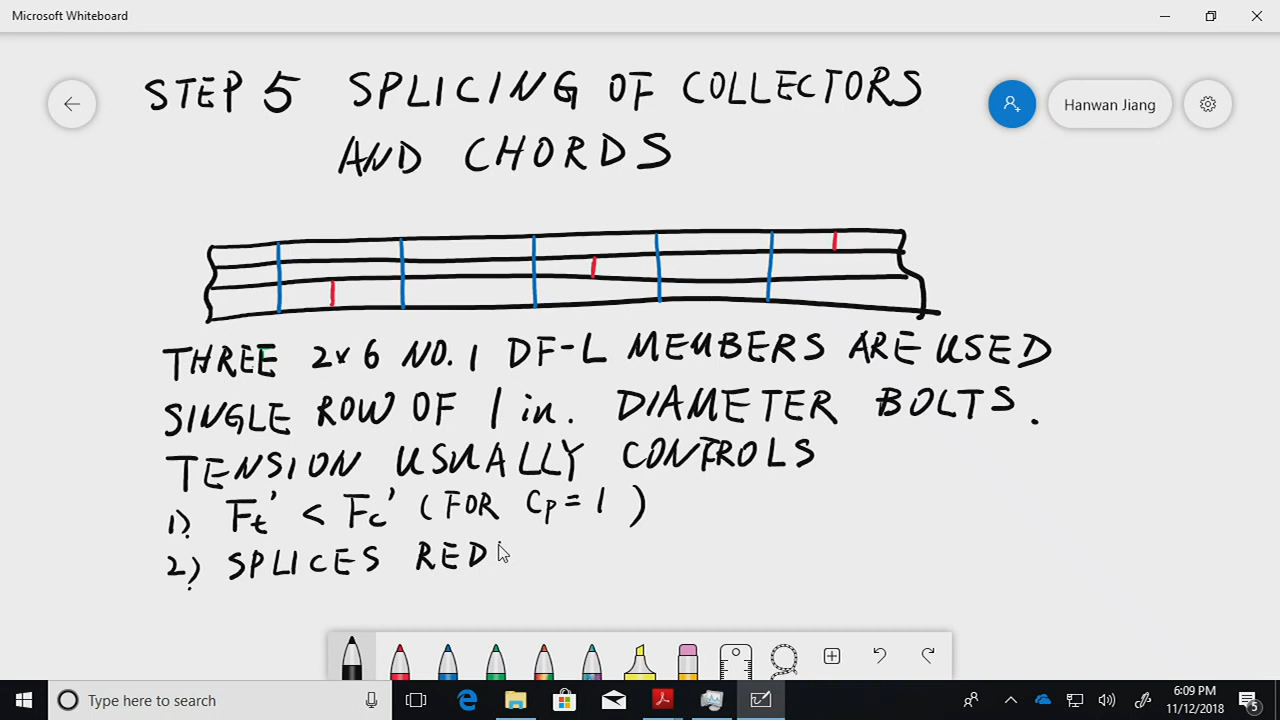 Microsoft Whiteboard
STEP 5 SPLICING OF COLLECTORS
AND CHORDS
Hanwan Jiang
THREE 2x6 NO. 1 DF-L MEMBERS ARE USED
SINGLE ROW OF 1 in. DIAMETER BOLTS.
TENSION USUALLY CONTROLS
1) Ft' < Fc' (FOR Cp = 1 )
2) SPLICES RED
Type here to search
6:09 PM
11/12/2018
5